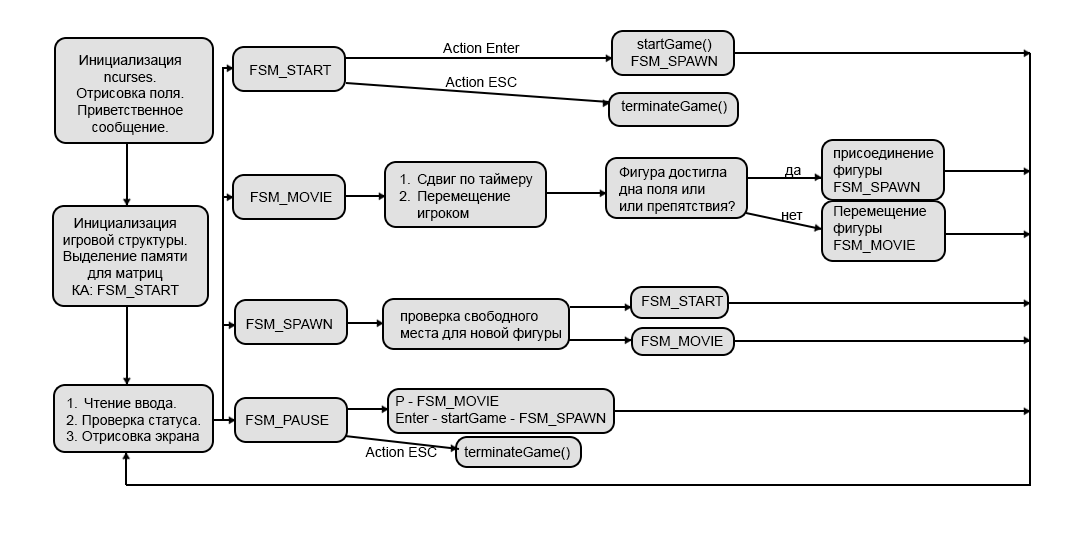 Инициализация
ncurses.
Отрисовка поля.
Приветственное
сообщение.
Инициализация
игровой структуры.
Выделение памяти
для матриц
КА: FSM_START
1. Чтение ввода.
2. Проверка статуса.
3. Отрисовка экрана
FSM_START
Action Enter
startGame()
FSM_SPAWN
Action ESC
terminateGame()
FSM_MOVIE
1. Сдвиг по таймеру
2. Перемещение
игроком
Фигура достигла
дна поля или
или препятствия?
да
присоединение
фигуры
FSM_SPAWN
нет
Перемещение
фигуры
FSM_MOVIE
FSM_SPAWN
проверка свободного
места для новой фигуры
FSM_START
FSM_MOVIE
FSM_PAUSE
P - FSM_MOVIE
Enter - startGame - FSM_SPAWN
Action ESC
terminateGame()